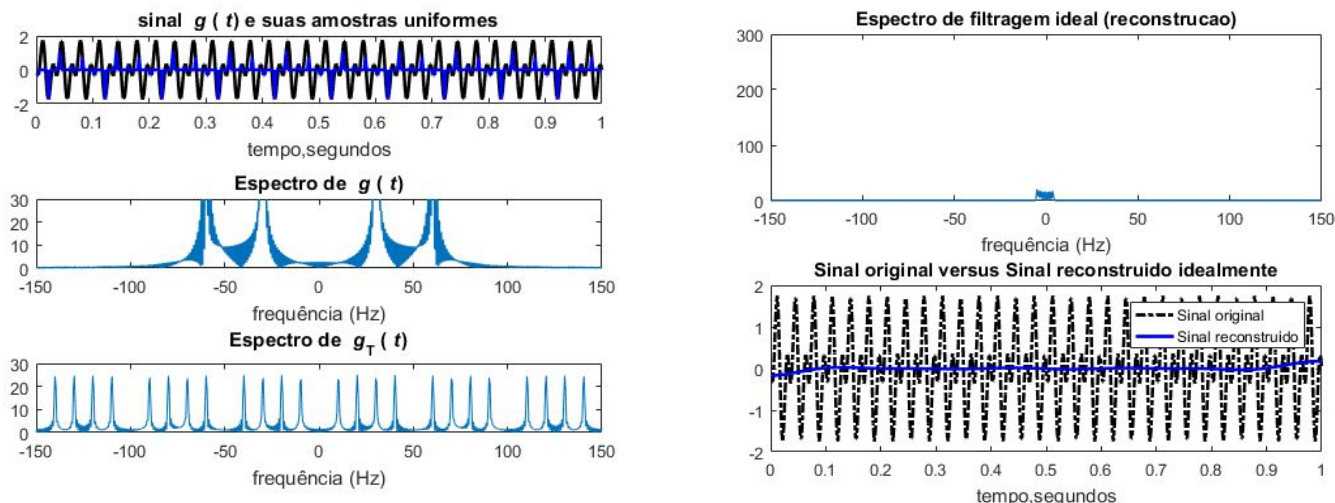 sinal g ( t) e suas amostras uniformes
2
0
-2
0 0.1 0.2 0.3 0.4 0.5 0.6 0.7 0.8 0.9 1
tempo,segundos
Espectro de g ( t)
30
20
10
0
-150 -100 -50 0 50 100 150
frequência (Hz)
Espectro de gT ( t)
30
20
10
0
-150 -100 -50 0 50 100 150
frequência (Hz)
Espectro de filtragem ideal (reconstrucao)
300
200
100
0
-150 -100 -50 0 50 100 150
frequência (Hz)
Sinal original versus Sinal reconstruido idealmente
2
1
0
-1
-2
Sinal original
Sinal reconstruido
0 0.1 0.2 0.3 0.4 0.5 0.6 0.7 0.8 0.9 1
tempo,segundos